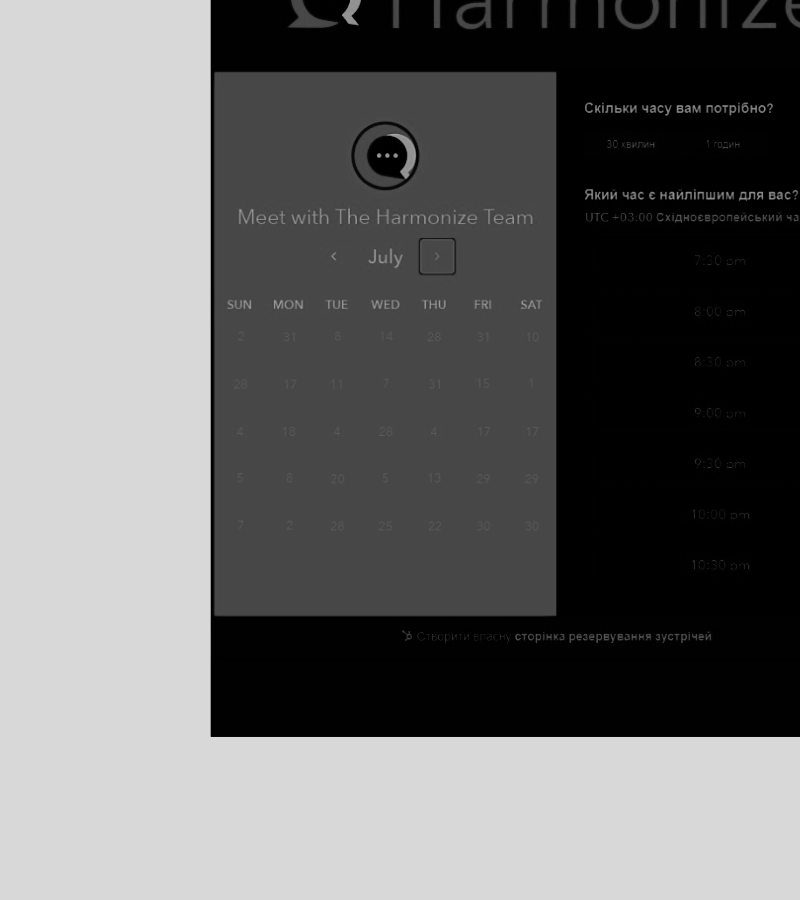 Harmonize
Meet with The Harmonize Team
July
SUN MON TUE WED THU FRI SAT
2 31 8 14 28 31 10
28 17 11 7 31 15 1
4 18 4 28 4 17 17
5 8 20 5 13 29 29
7 2 28 25 22 30 30
Скільки часу вам потрібно?
30 хвилин 1 годин
Який час є найліпшим для вас?
UTC +03:00 Східноєвропейський ча
7:30 pm
8:00 pm
8:30 pm
9:00 pm
9:30 pm
10:00 pm
10:30 pm
Створити власну сторінка резервування зустрічей